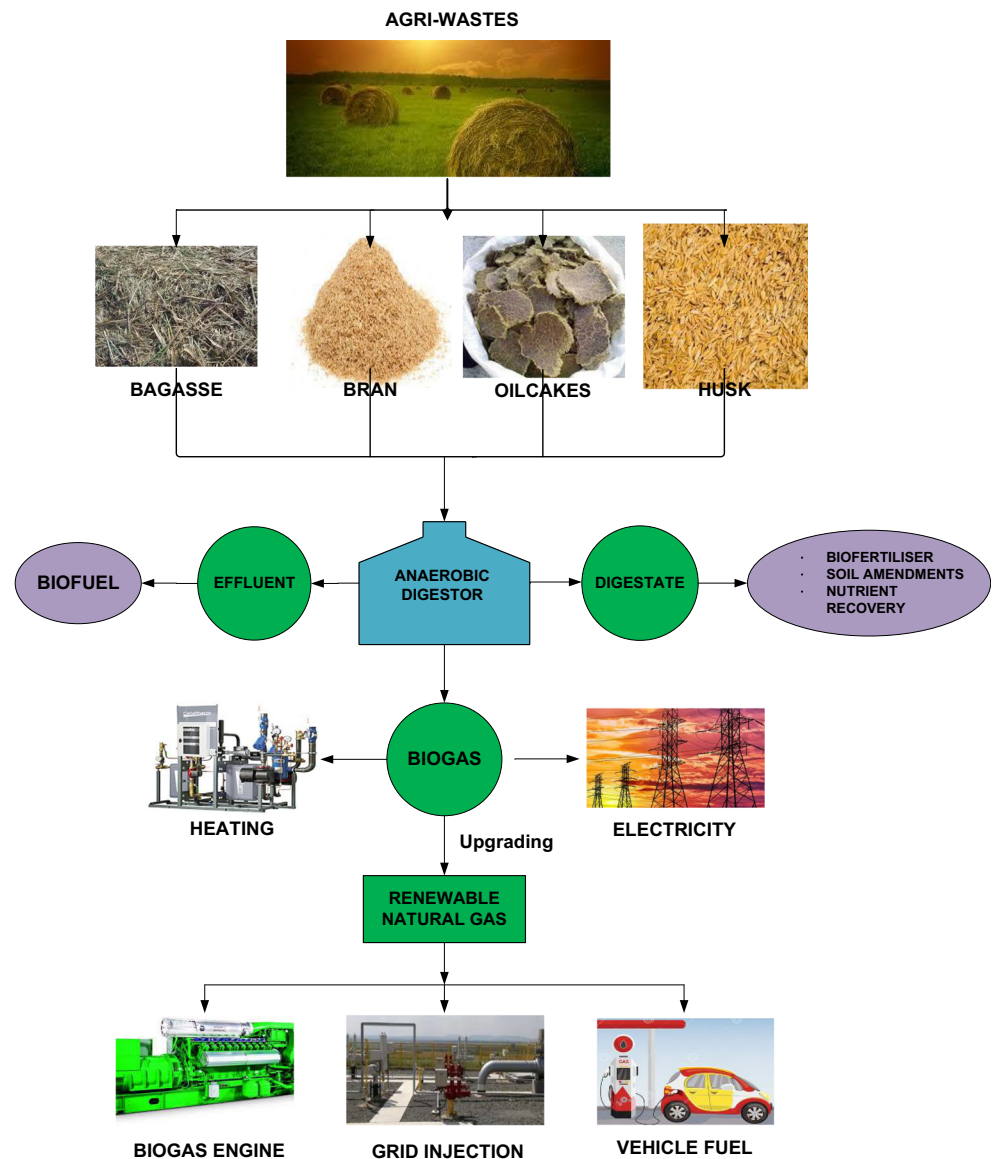 AGRI-WASTES
BAGASSE
BRAN
OILCAKES
HUSK
BIOFUEL
EFFLUENT
ANAEROBIC
DIGESTOR
DIGESTATE
· BIOFERTILISER
· SOIL AMENDMENTS
· NUTRIENT
RECOVERY
HEATING
BIOGAS
ELECTRICITY
Upgrading
RENEWABLE
NATURAL GAS
GAS
BIOGAS ENGINE
GRID INJECTION
VEHICLE FUEL